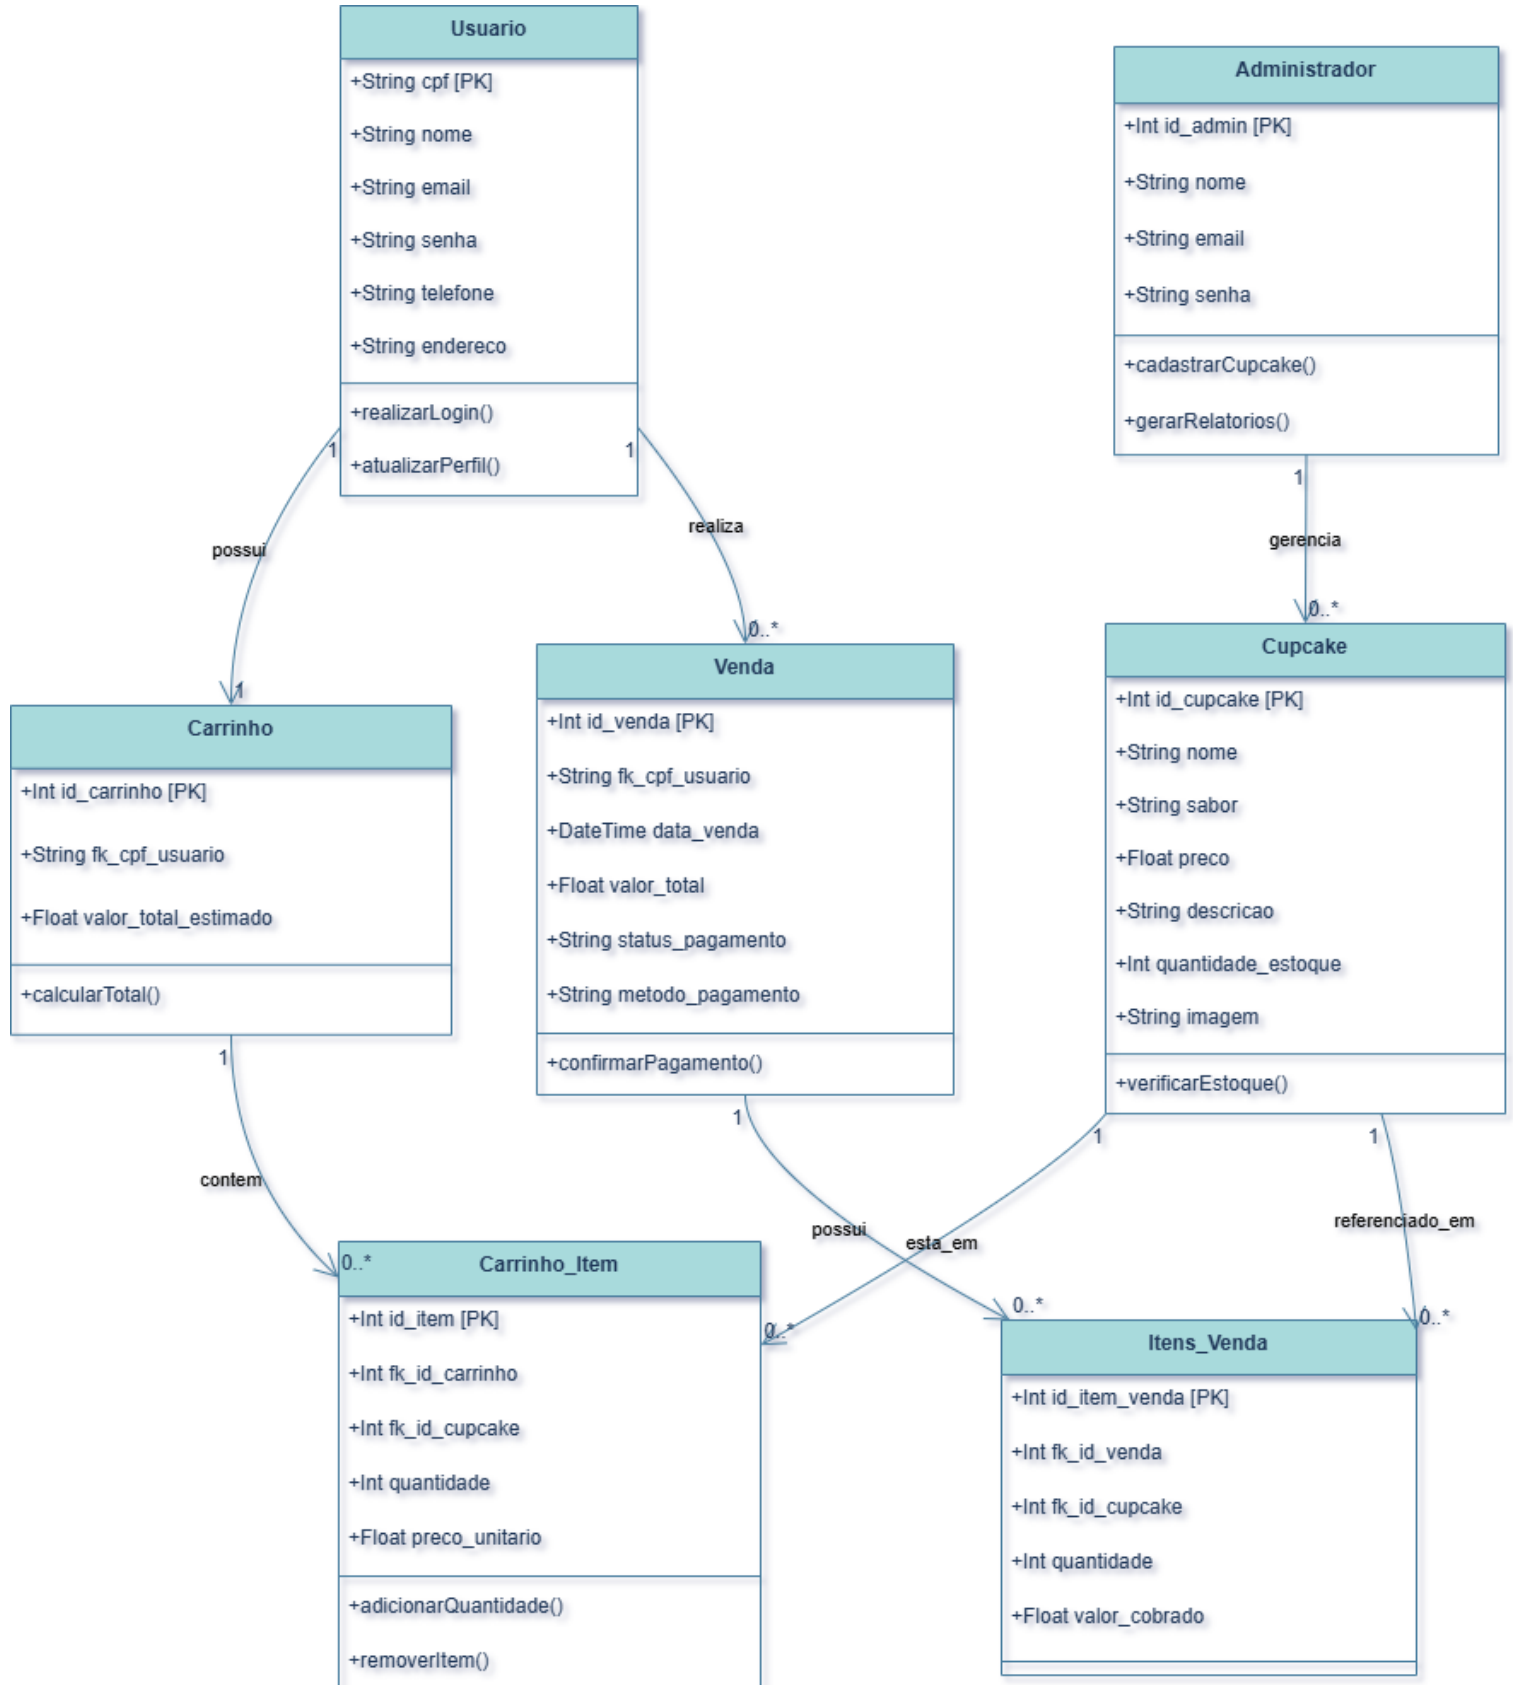 Usuario
+String cpf [PK]
+String nome
+String email
+String senha
+String telefone
+String endereco
+realizarLogin()
+atualizarPerfil()
Administrador
+Int id_admin [PK]
+String nome
+String email
+String senha
+cadastrarCupcake()
+gerarRelatorios()
1
1
1
possui
realiza
gerencia
1
0..*
0..*
Carrinho
+Int id_carrinho [PK]
+String fk_cpf_usuario
+Float valor_total_estimado
+calcularTotal()
Venda
+Int id_venda [PK]
+String fk_cpf_usuario
+DateTime data_venda
+Float valor_total
+String status_pagamento
+String metodo_pagamento
+confirmarPagamento()
Cupcake
+Int id_cupcake [PK]
+String nome
+String sabor
+Float preco
+String descricao
+Int quantidade_estoque
+String imagem
+verificarEstoque()
1
1
1
1
contem
possui
esta_em
referenciado_em
0..*
0..*
0..*
0..*
Carrinho_Item
+Int id_item [PK]
+Int fk_id_carrinho
+Int fk_id_cupcake
+Int quantidade
+Float preco_unitario
+adicionarQuantidade()
+removerItem()
Itens_Venda
+Int id_item_venda [PK]
+Int fk_id_venda
+Int fk_id_cupcake
+Int quantidade
+Float valor_cobrado